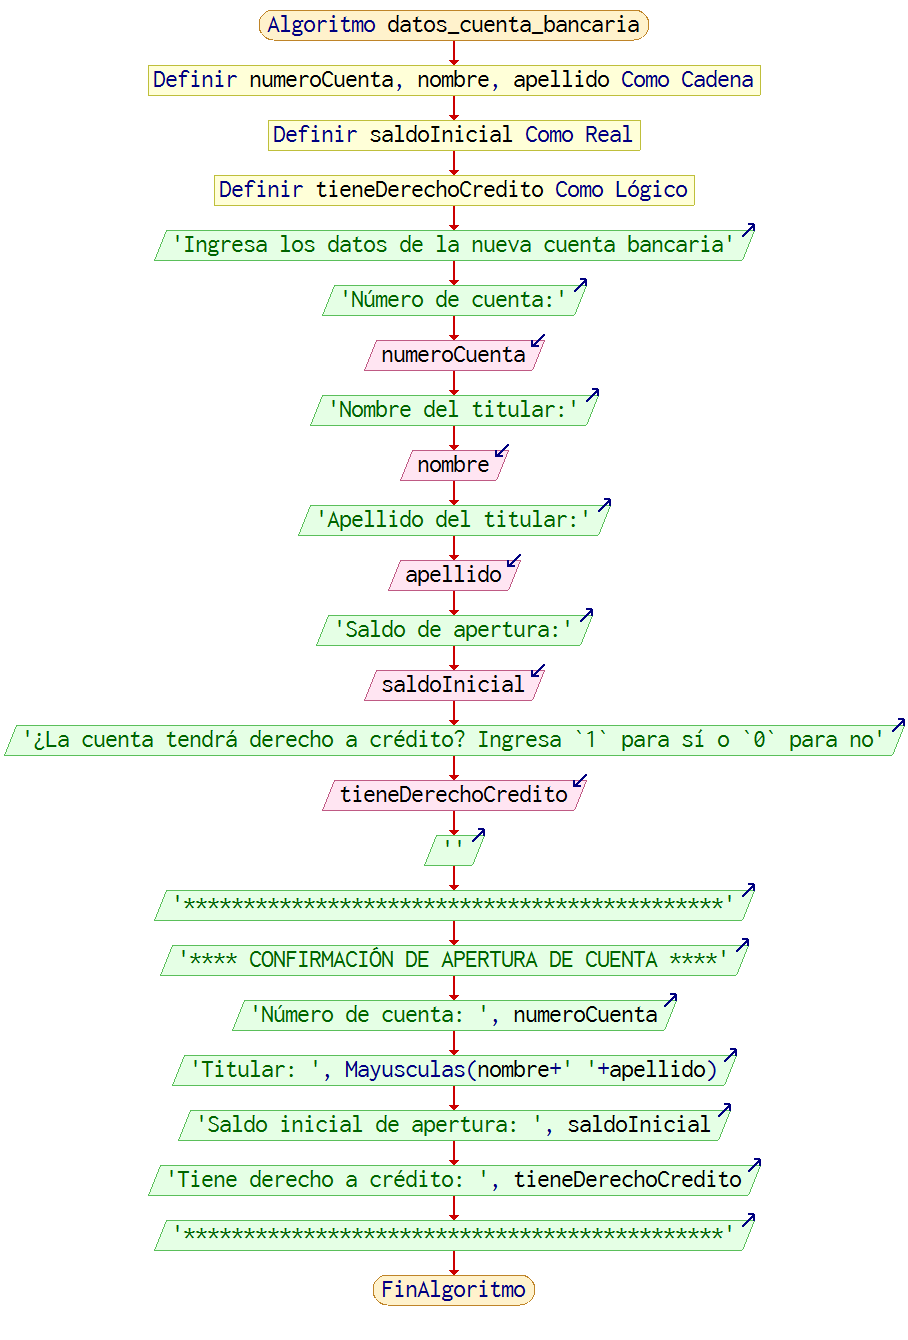 Algoritmo datos_cuenta_bancaria
Definir numeroCuenta, nombre, apellido Como Cadena
Definir saldoInicial Como Real
Definir tieneDerechoCredito Como Lógico
'Ingresa los datos de la nueva cuenta bancaria'
'Número de cuenta:'
numeroCuenta
'Nombre del titular:'
nombre
'Apellido del titular:'
apellido
'Saldo de apertura:'
saldoInicial
'¿La cuenta tendrá derecho a crédito? Ingresa `1` para sí o `0` para no'
tieneDerechoCredito
''
'*********************************************'
'**** CONFIRMACIÓN DE APERTURA DE CUENTA ****'
'Número de cuenta: ', numeroCuenta
'Titular: ', Mayusculas(nombre+' '+apellido)
'Saldo inicial de apertura: ', saldoInicial
'Tiene derecho a crédito: ', tieneDerechoCredito
'*********************************************'
FinAlgoritmo